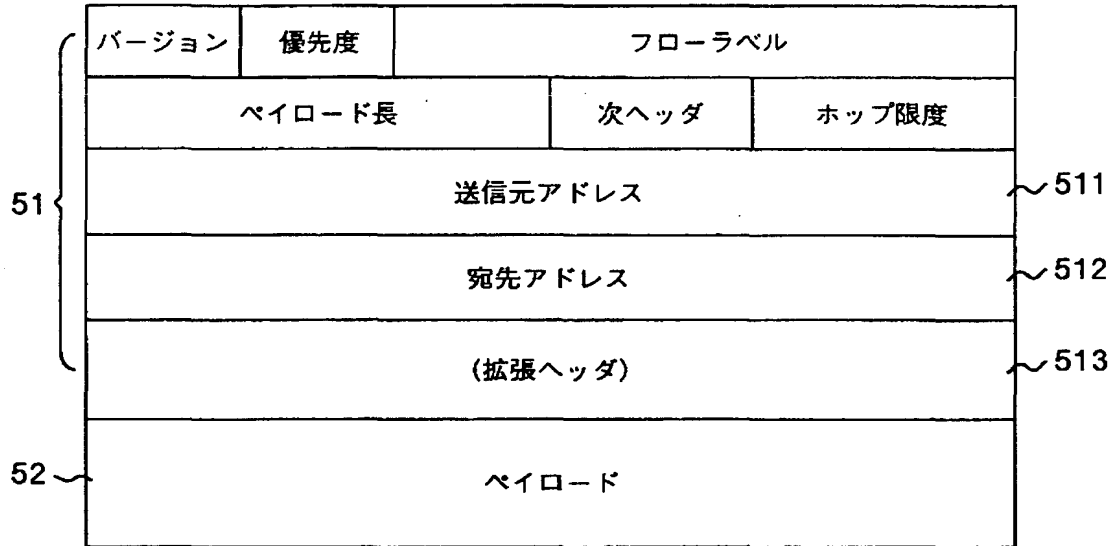 バージョン 優先度 フローラベル
ペイロード長 次ヘッダ ホップ限度
51
送信元アドレス 511
宛先アドレス 512
(拡張ヘッダ) 513
52 ペイロード